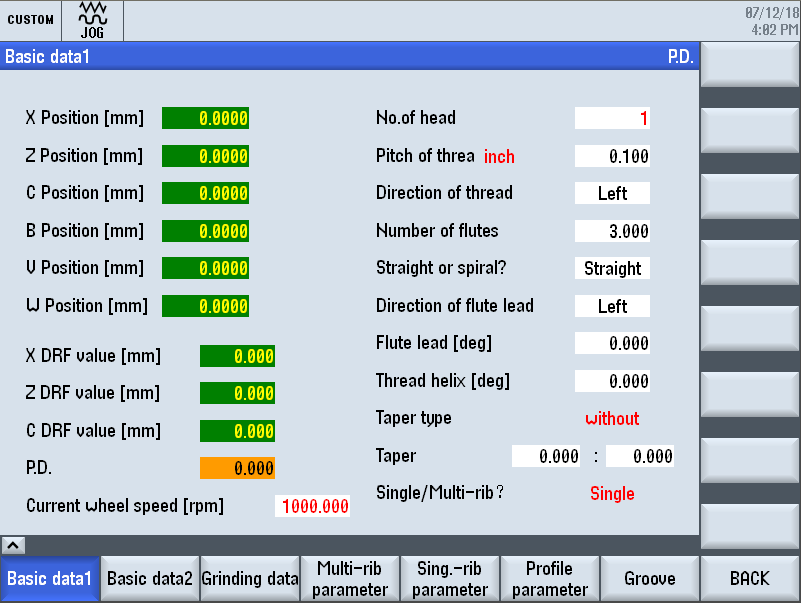 CUSTOM
JOG
07/12/18
4:02 PM
Basic data1 P.D.
X Position [mm] 0.0000
Z Position [mm] 0.0000
C Position [mm] 0.0000
B Position [mm] 0.0000
V Position [mm] 0.0000
W Position [mm] 0.0000
X DRF value [mm] 0.000
Z DRF value [mm] 0.000
C DRF value [mm] 0.000
P.D. 0.000
Current wheel speed [rpm] 1000.000
No.of head 1
Pitch of threa inch 0.100
Direction of thread Left
Number of flutes 3.000
Straight or spiral? Straight
Direction of flute lead Left
Flute lead [deg] 0.000
Thread helix [deg] 0.000
Taper type without
Taper 0.000 : 0.000
Single/Multi-rib? Single
Basic data1
Basic data2
Grinding data
Multi-rib
parameter
Sing.-rib
parameter
Profile
parameter
Groove
BACK